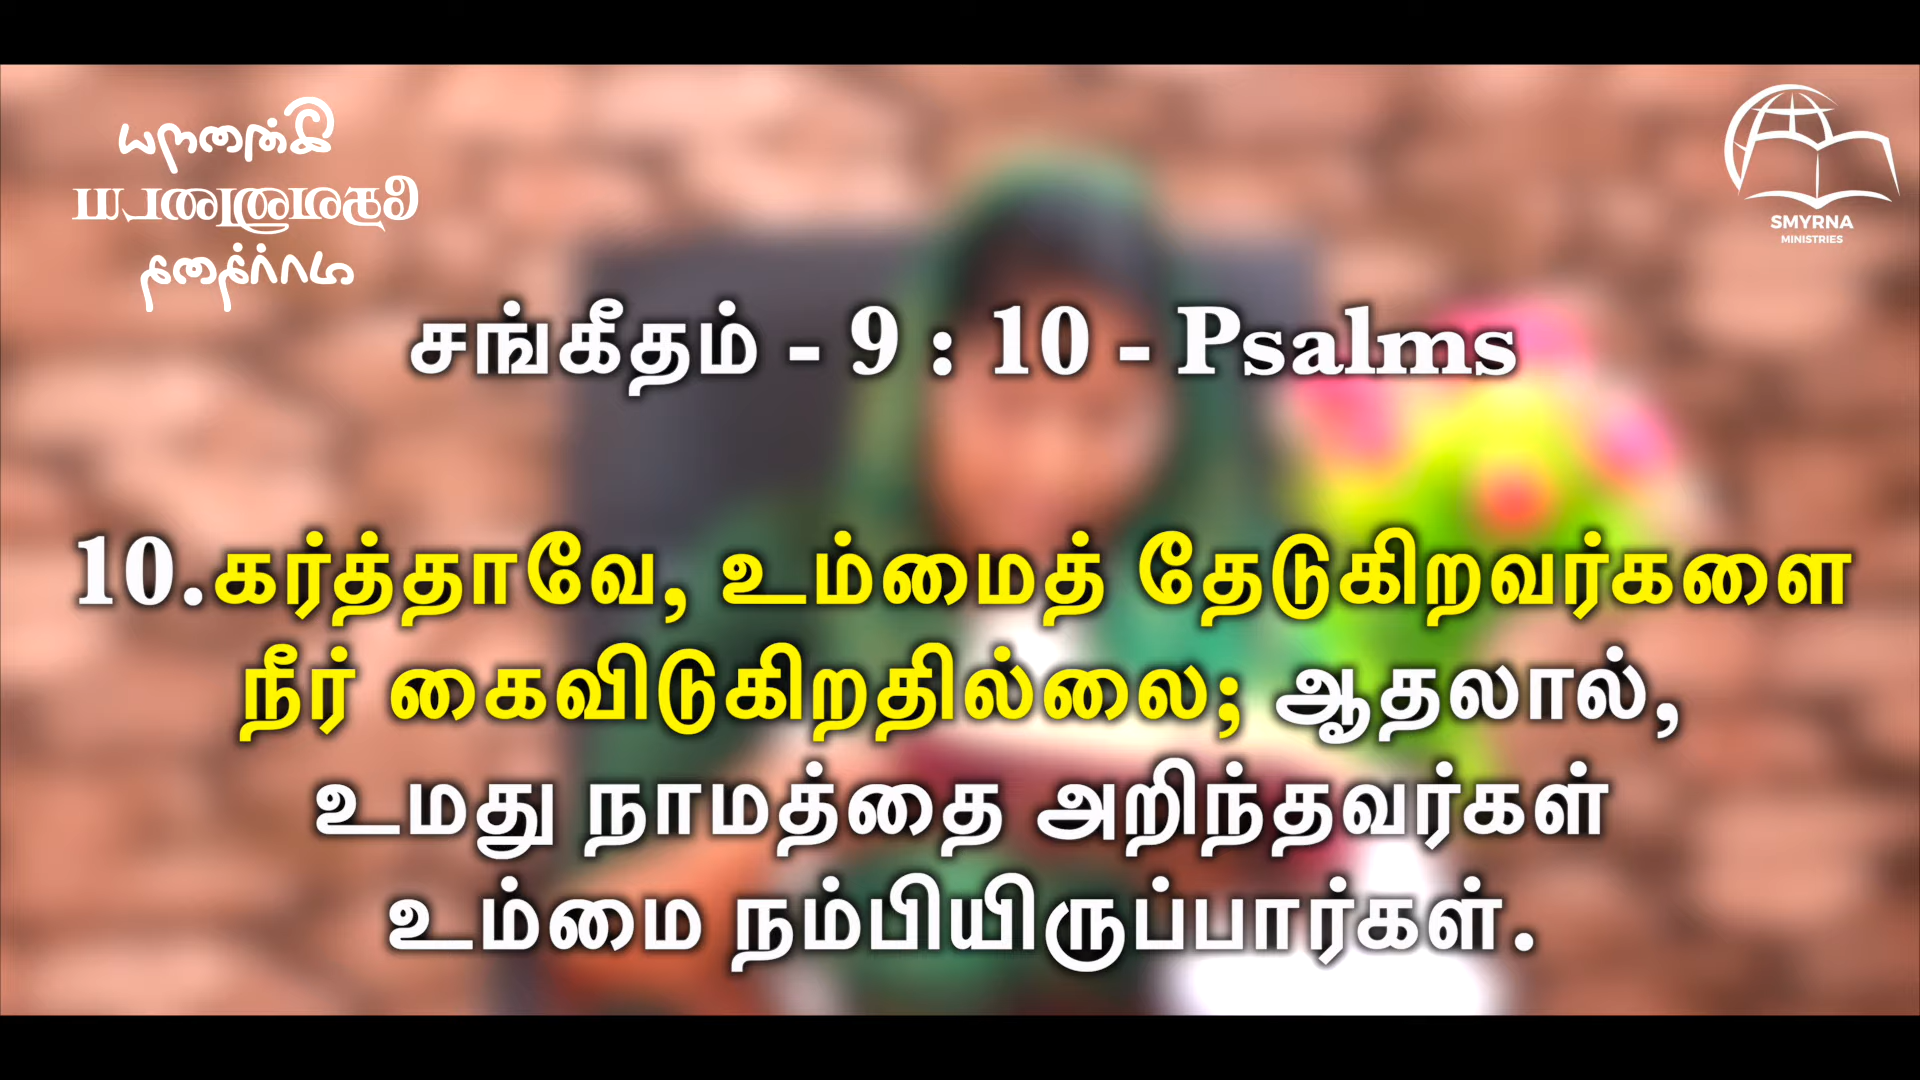 SMYRNA
MINISTRIES
சங்கீதம் - 9 : 10 - Psalms
10.கர்த்தாவே, உம்மைத் தேடுகிறவர்களை
நீர் கைவிடுகிறதில்லை; ஆதலால்,
உமது நாமத்தை அறிந்தவர்கள்
உம்மை நம்பியிருப்பார்கள்.